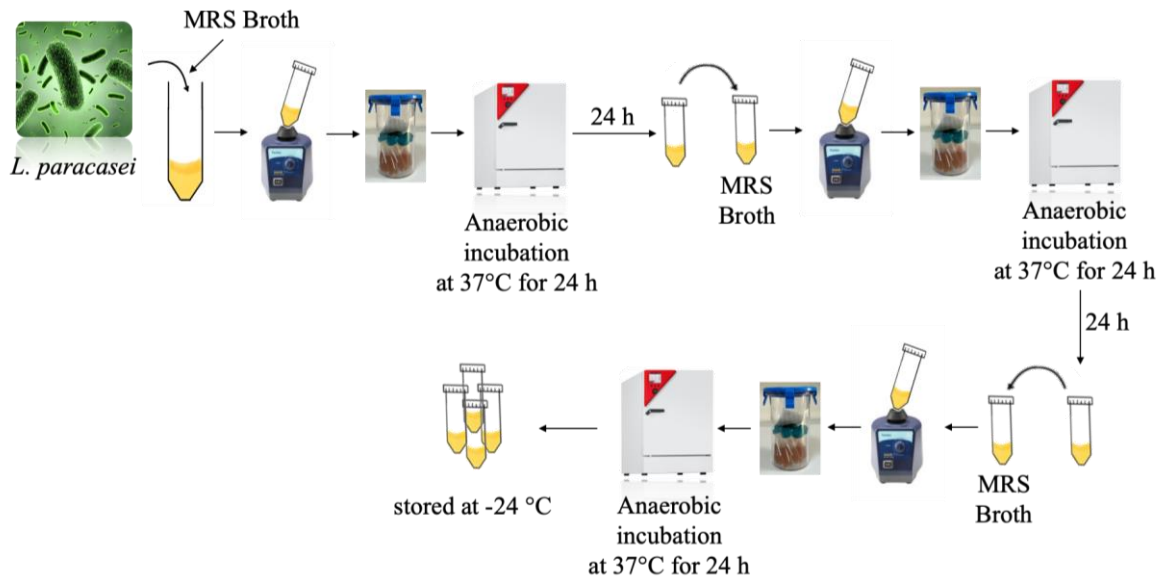 MRS Broth
L. paracasei
24 h
Anaerobic
incubation
at 37°C for 24 h
MRS
Broth
Anaerobic
incubation
at 37°C for 24 h
24 h
MRS
Broth
Anaerobic
incubation
at 37°C for 24 h
stored at -24 °C